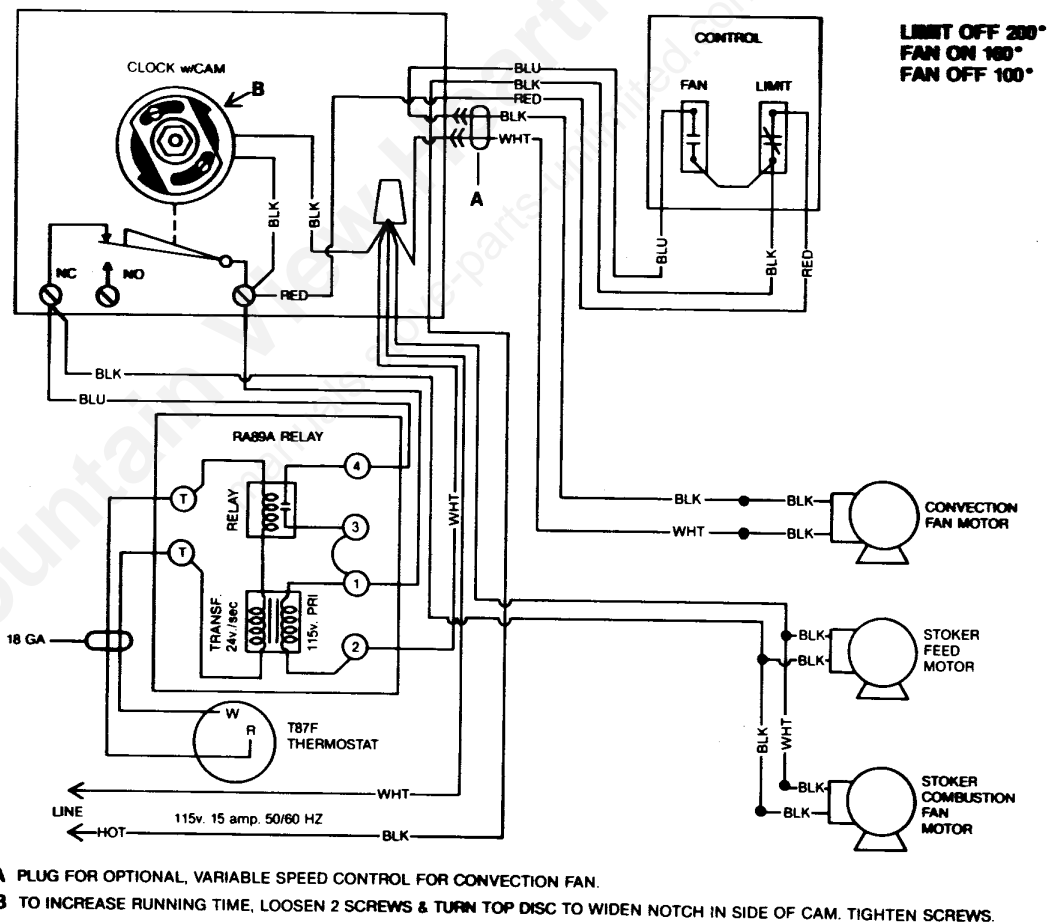 LIMIT OFF 200°
FAN ON 160°
FAN OFF 100°
CONTROL
FAN
LIMIT
CLOCK w/CAM
B
BLU
BLK
RED
BLK
WHT
A
BLK
BLK
BLU
BLK
RED
NC
NO
RED
BLK
BLU
RA89A RELAY
4
T
RELAY
3
T
1
TRANSF.
24v./sec
115v. PRI
2
WHT
18 GA
W
R
T87F
THERMOSTAT
BLK
BLK
WHT
BLK
CONVECTION
FAN MOTOR
BLK
BLK
STOKER
FEED
MOTOR
BLK
WHT
BLK
BLK
STOKER
COMBUSTION
FAN
MOTOR
WHT
LINE
115v. 15 amp. 50/60 HZ
HOT
BLK
A PLUG FOR OPTIONAL, VARIABLE SPEED CONTROL FOR CONVECTION FAN.
B TO INCREASE RUNNING TIME, LOOSEN 2 SCREWS & TURN TOP DISC TO WIDEN NOTCH IN SIDE OF CAM. TIGHTEN SCREWS.